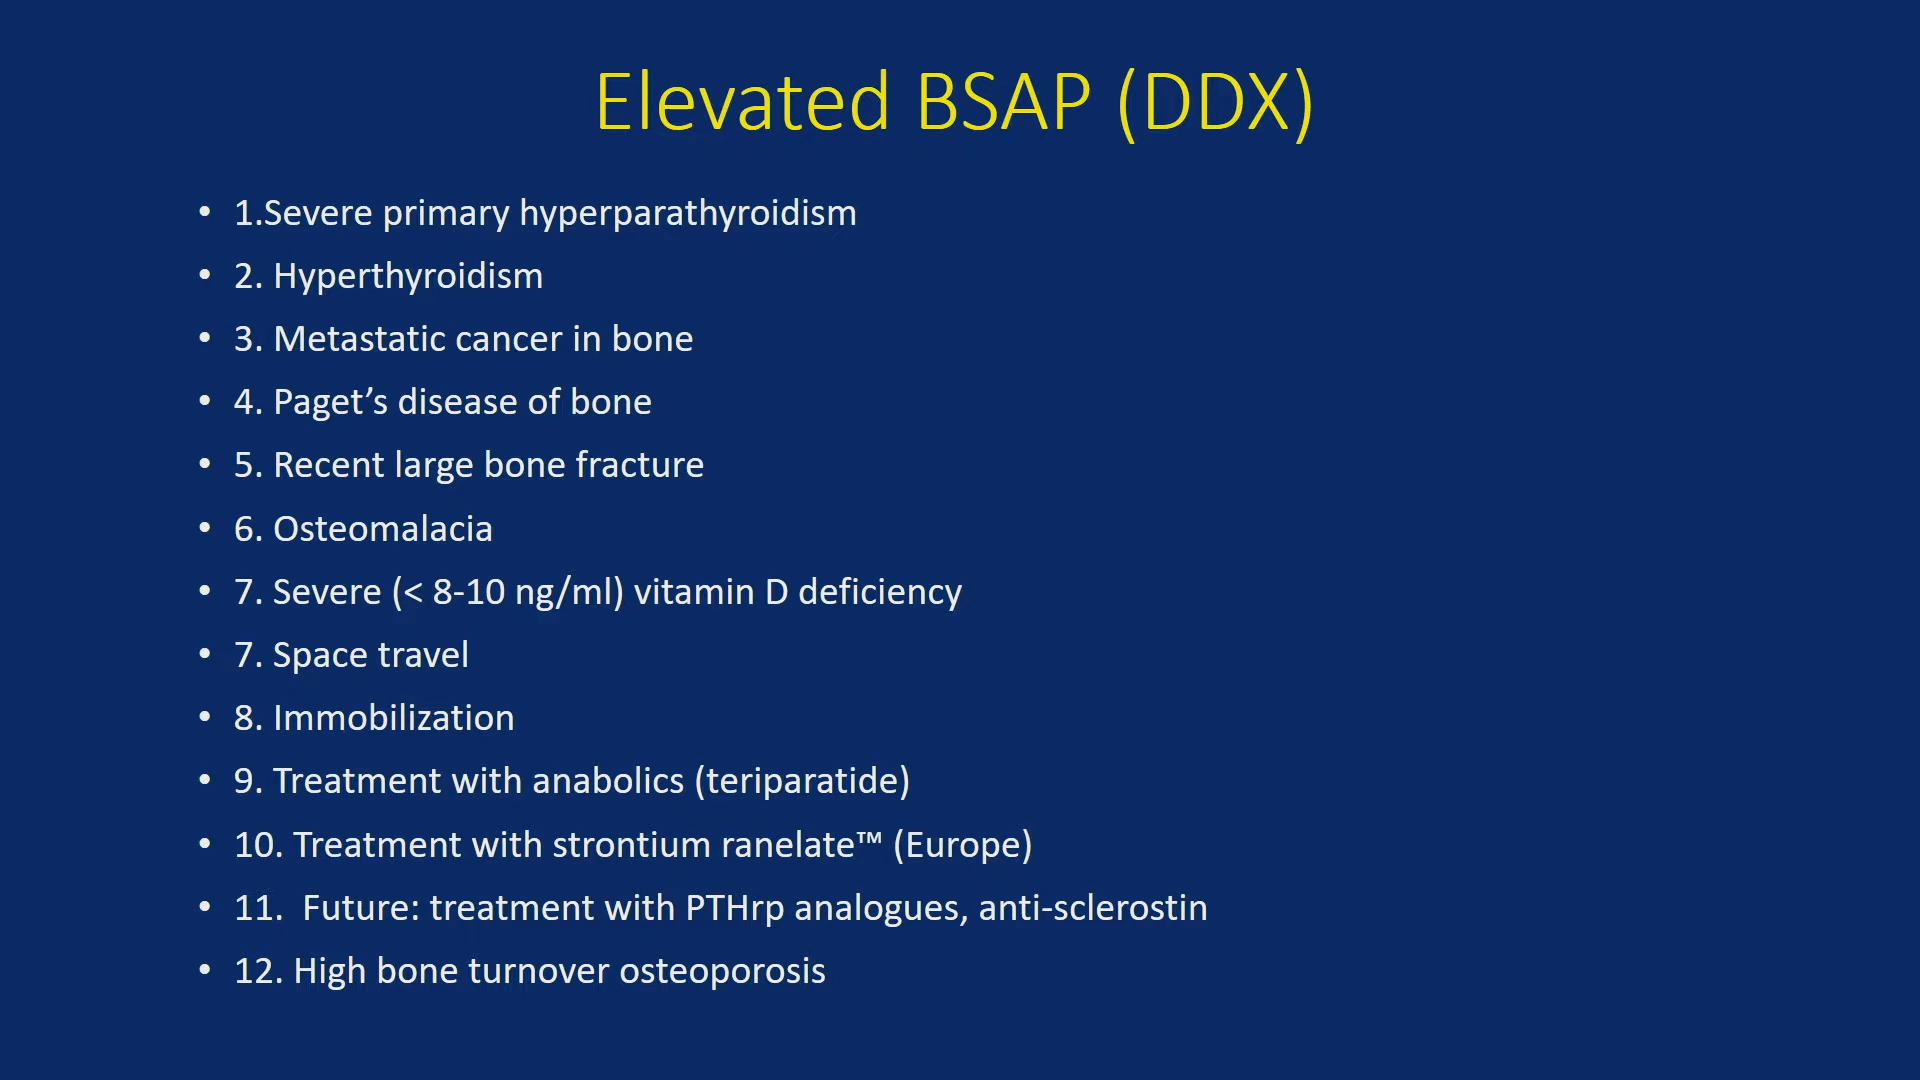 Elevated BSAP (DDX)
• 1.Severe primary hyperparathyroidism
• 2. Hyperthyroidism
• 3. Metastatic cancer in bone
• 4. Paget’s disease of bone
• 5. Recent large bone fracture
• 6. Osteomalacia
• 7. Severe (< 8-10 ng/ml) vitamin D deficiency
• 7. Space travel
• 8. Immobilization
• 9. Treatment with anabolics (teriparatide)
• 10. Treatment with strontium ranelate™ (Europe)
• 11.  Future: treatment with PTHrp analogues, anti-sclerostin
• 12. High bone turnover osteoporosis